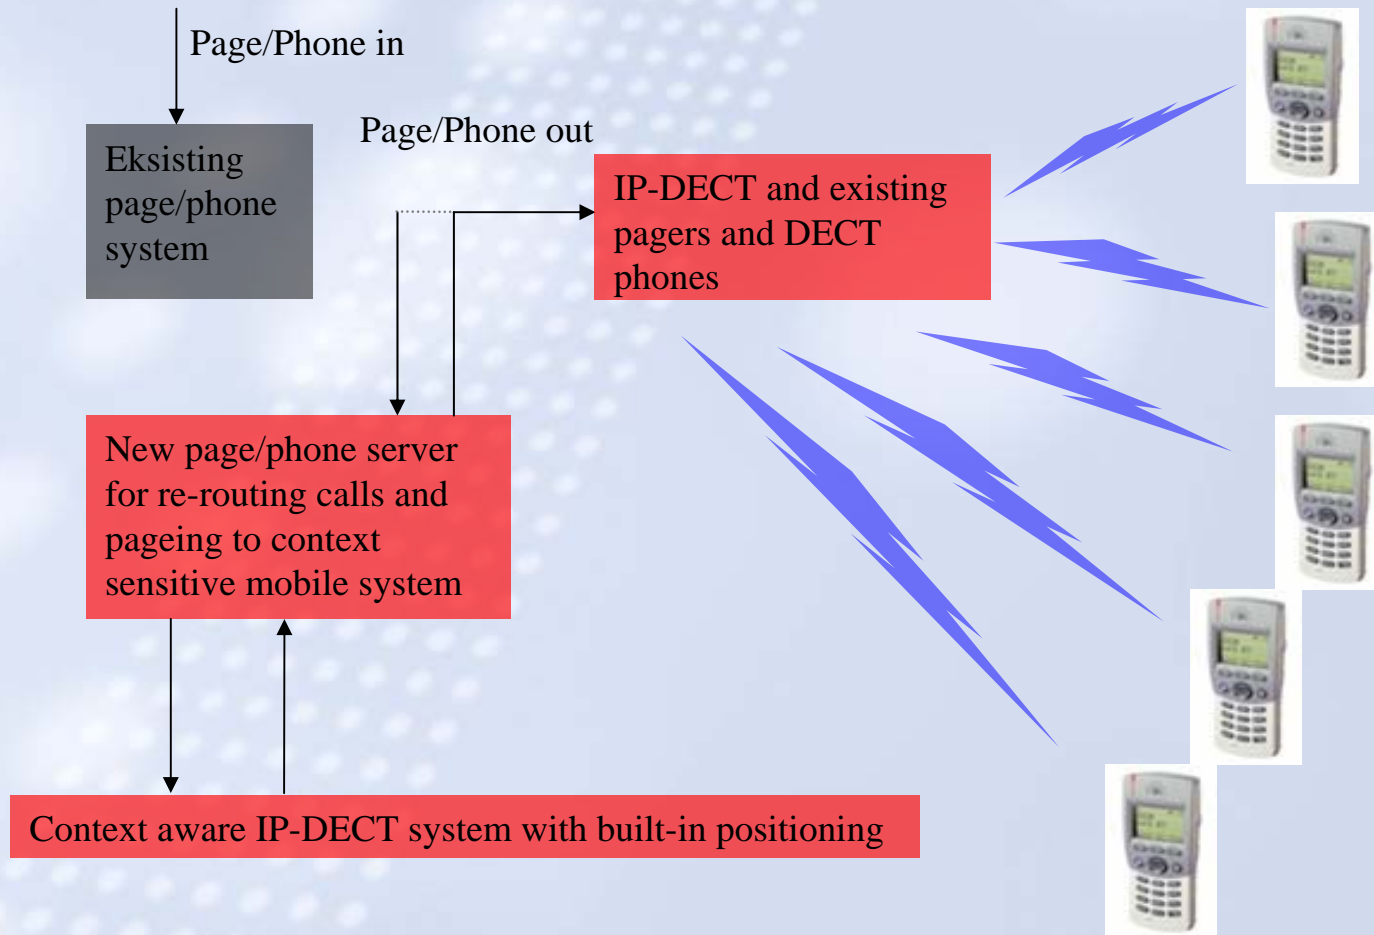 Page/Phone in
Page/Phone out
Eksisting
page/phone
system
IP-DECT and existing
pagers and DECT
phones
New page/phone server
for re-routing calls and
pageing to context
sensitive mobile system
Context aware IP-DECT system with built-in positioning